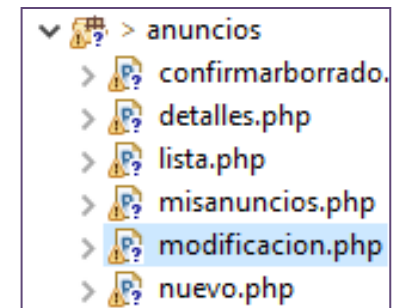 > anuncios
confirmarborrado.
detalles.php
lista.php
misanuncios.php
modificacion.php
nuevo.php